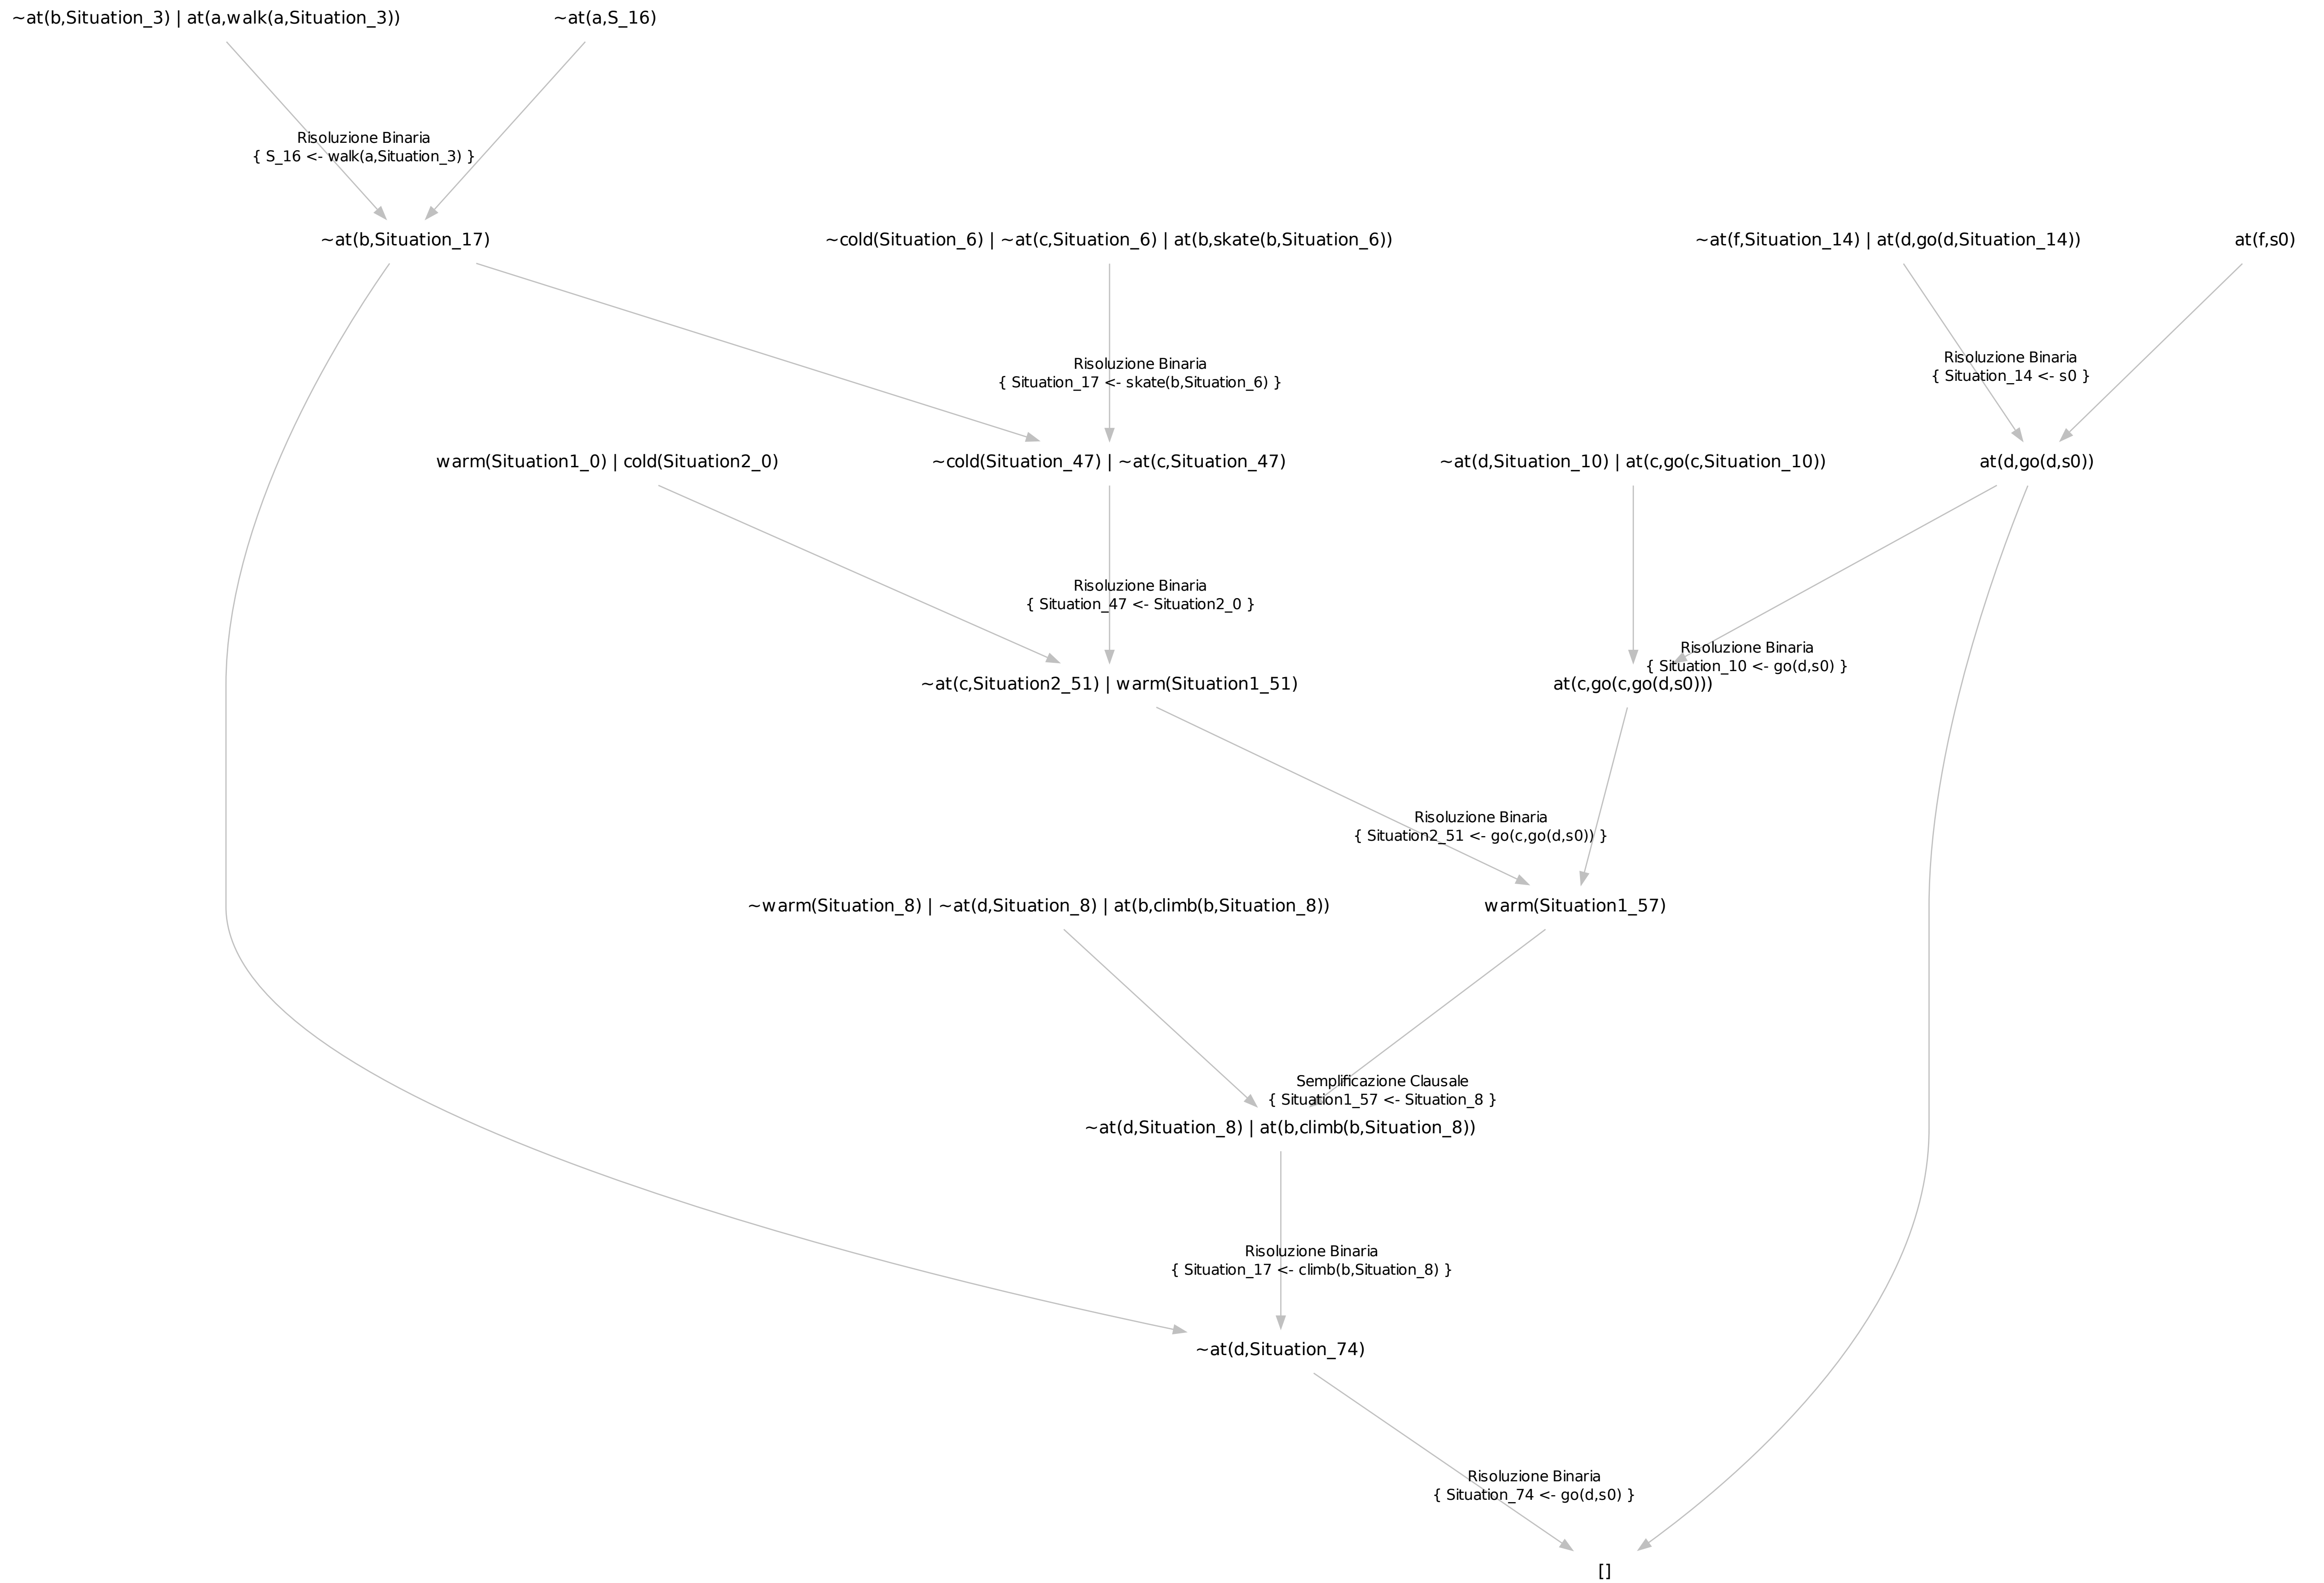 ~at(b,Situation_3) | at(a,walk(a,Situation_3))
~at(a,S_16)
Risoluzione Binaria
{ S_16 <- walk(a,Situation_3) }
~at(b,Situation_17)
~cold(Situation_6) | ~at(c,Situation_6) | at(b,skate(b,Situation_6))
~at(f,Situation_14) | at(d,go(d,Situation_14))
at(f,s0)
Risoluzione Binaria
{ Situation_17 <- skate(b,Situation_6) }
Risoluzione Binaria
{ Situation_14 <- s0 }
warm(Situation1_0) | cold(Situation2_0)
~cold(Situation_47) | ~at(c,Situation_47)
~at(d,Situation_10) | at(c,go(c,Situation_10))
at(d,go(d,s0))
Risoluzione Binaria
{ Situation_47 <- Situation2_0 }
Risoluzione Binaria
{ Situation_10 <- go(d,s0) }
~at(c,Situation2_51) | warm(Situation1_51)
at(c,go(c,go(d,s0)))
Risoluzione Binaria
{ Situation2_51 <- go(c,go(d,s0)) }
~warm(Situation_8) | ~at(d,Situation_8) | at(b,climb(b,Situation_8))
warm(Situation1_57)
Semplificazione Clausale
{ Situation1_57 <- Situation_8 }
~at(d,Situation_8) | at(b,climb(b,Situation_8))
Risoluzione Binaria
{ Situation_17 <- climb(b,Situation_8) }
~at(d,Situation_74)
Risoluzione Binaria
{ Situation_74 <- go(d,s0) }
[]